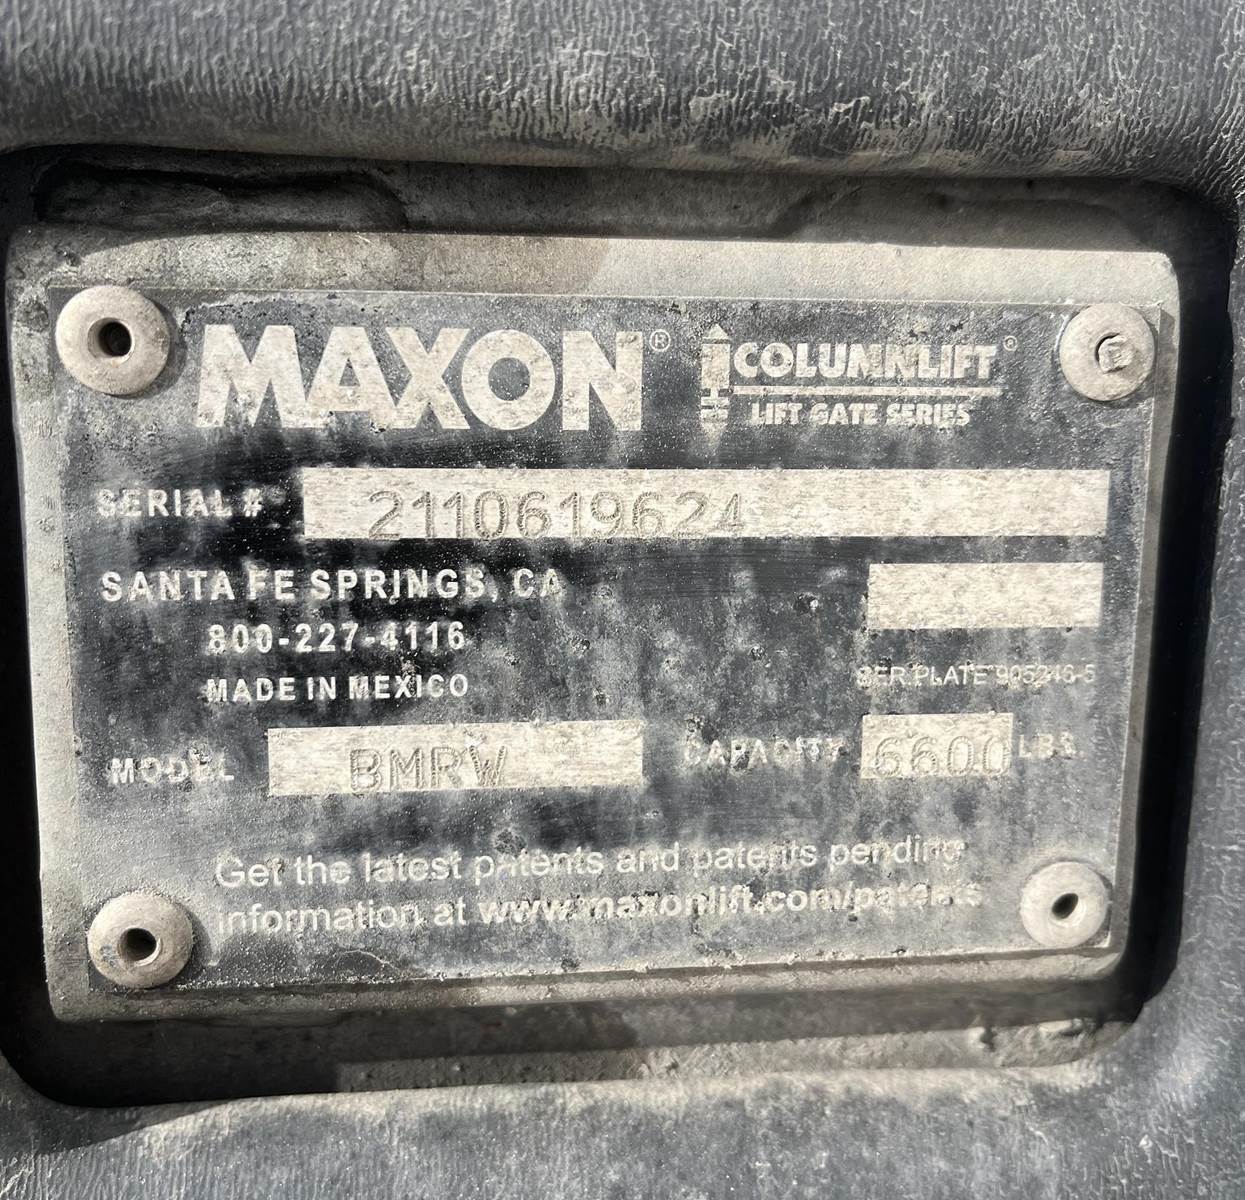 MAXON® COLUMNLIFT®
LIFT GATE SERIES
SERIAL # 2110619624
SANTA FE SPRINGS, CA
800-227-4116
MADE IN MEXICO
SER.PLATE 905246-5
MODEL BMRW CAPACITY 6600 LBS.
Get the latest patents and patents pending
information at www.maxonlift.com/patents